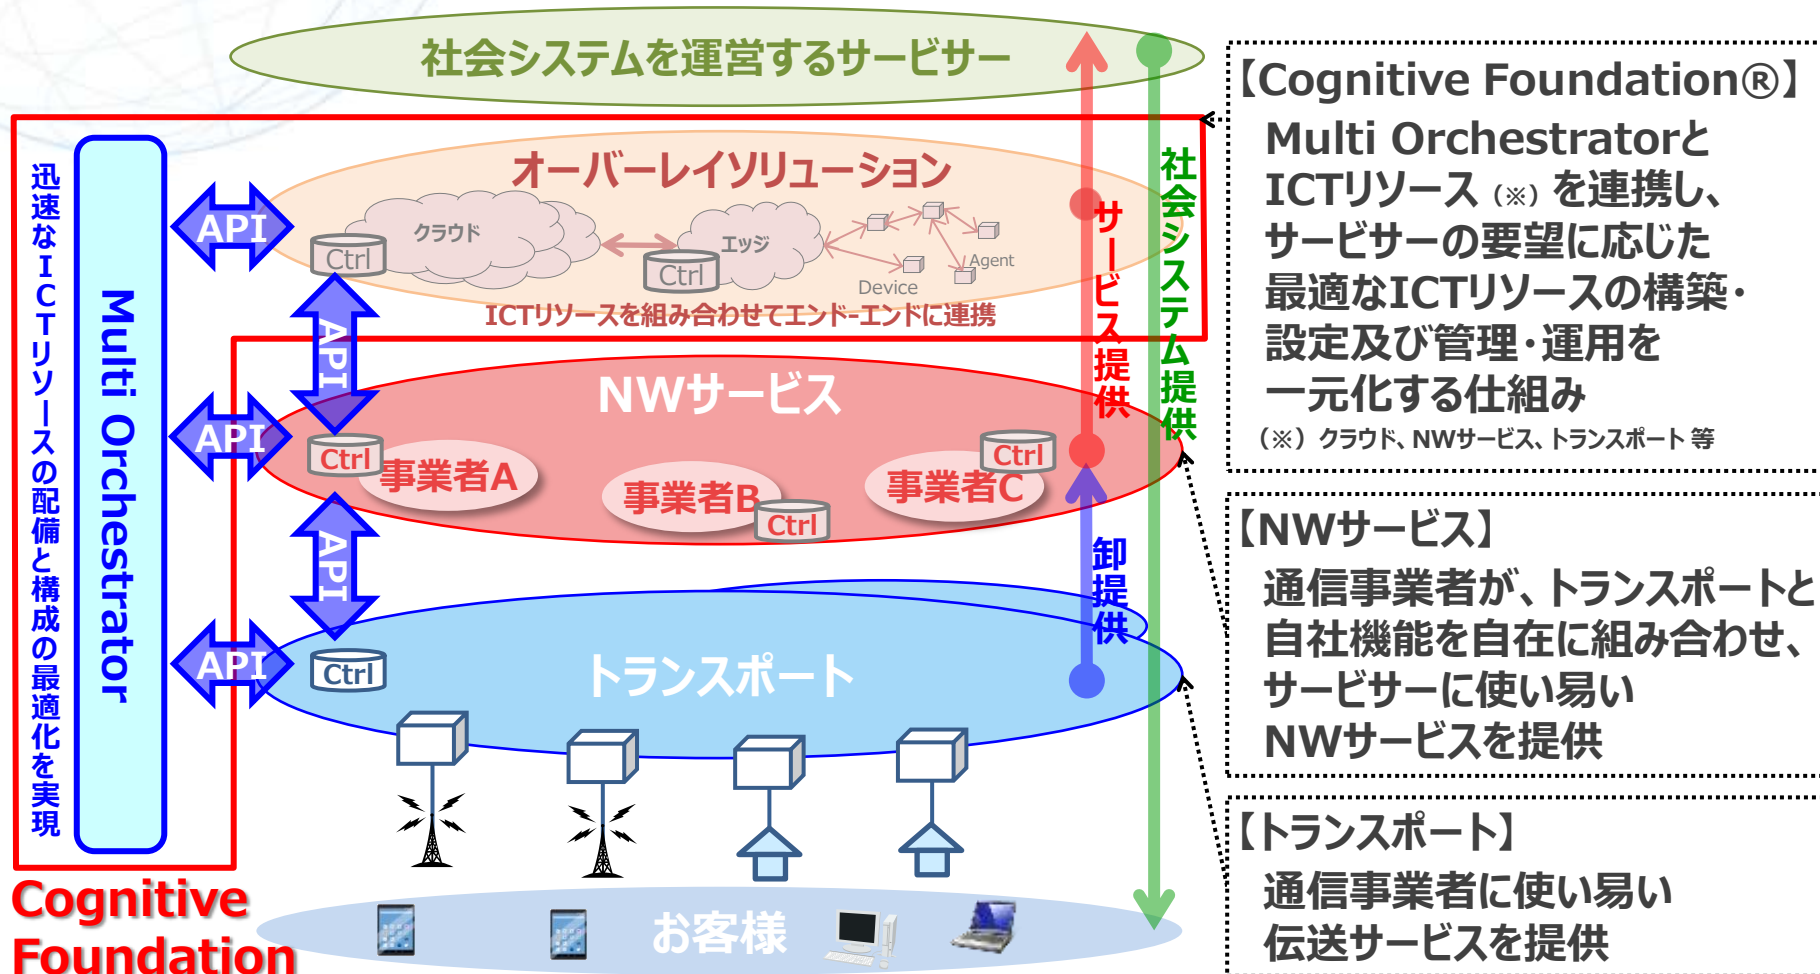 社会システムを運営するサービサー
迅速なICTリソースの配備と構成の最適化を実現
Multi Orchestrator
API
API
API
API
API
オーバーレイソリューション
クラウド
Ctrl
エッジ
Ctrl
Device
Agent
ICTリソースを組み合わせてエンド-エンドに連携
NWサービス
Ctrl
事業者A
事業者B
Ctrl
事業者C
Ctrl
トランスポート
Ctrl
サービス提供
社会システム提供
卸提供
お客様
Cognitive
Foundation
【Cognitive Foundation®】
Multi Orchestratorと
ICTリソース（※）を連携し、
サービサーの要望に応じた
最適なICTリソースの構築・
設定及び管理・運用を
一元化する仕組み
（※）クラウド、NWサービス、トランスポート 等
【NWサービス】
通信事業者が、トランスポートと
自社機能を自在に組み合わせ、
サービサーに使い易い
NWサービスを提供
【トランスポート】
通信事業者に使い易い
伝送サービスを提供